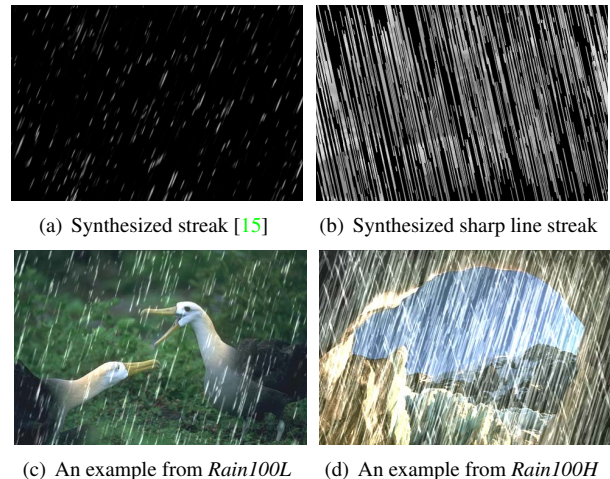 (a) Synthesized streak [15]
(b) Synthesized sharp line streak
(c) An example from Rain100L
(d) An example from Rain100H